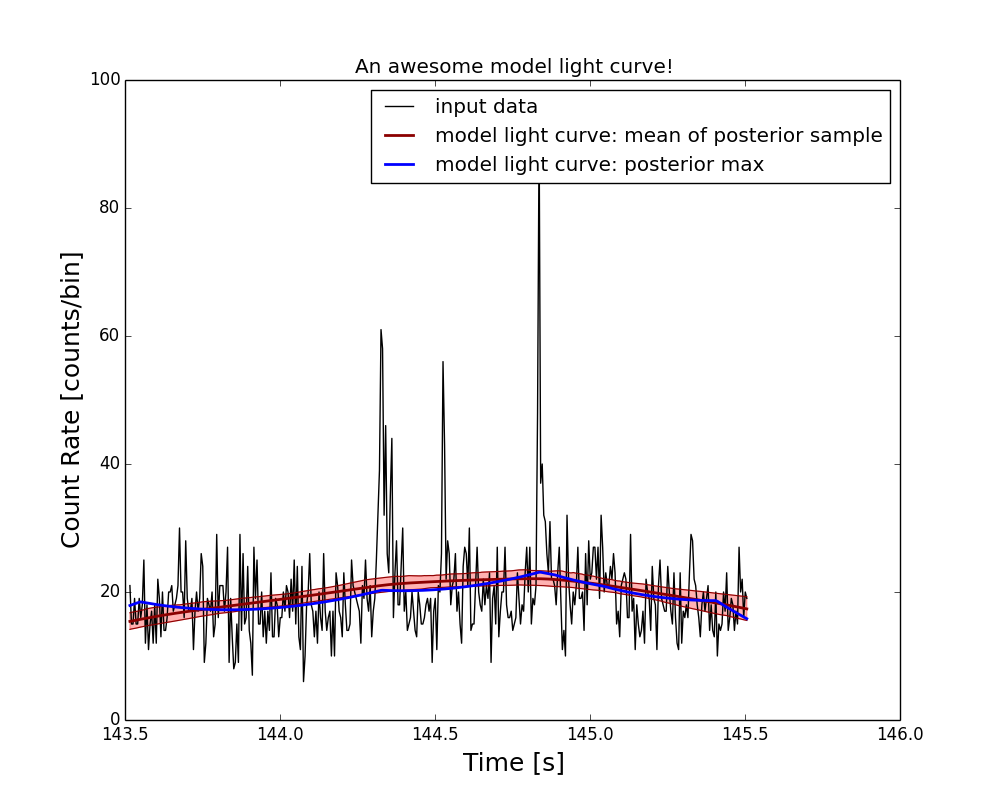 An awesome model light curve!
input data
model light curve: mean of posterior sample
model light curve: posterior max
Count Rate [counts/bin]
100
80
60
40
20
0
143.5 144.0 144.5 145.0 145.5 146.0
Time [s]